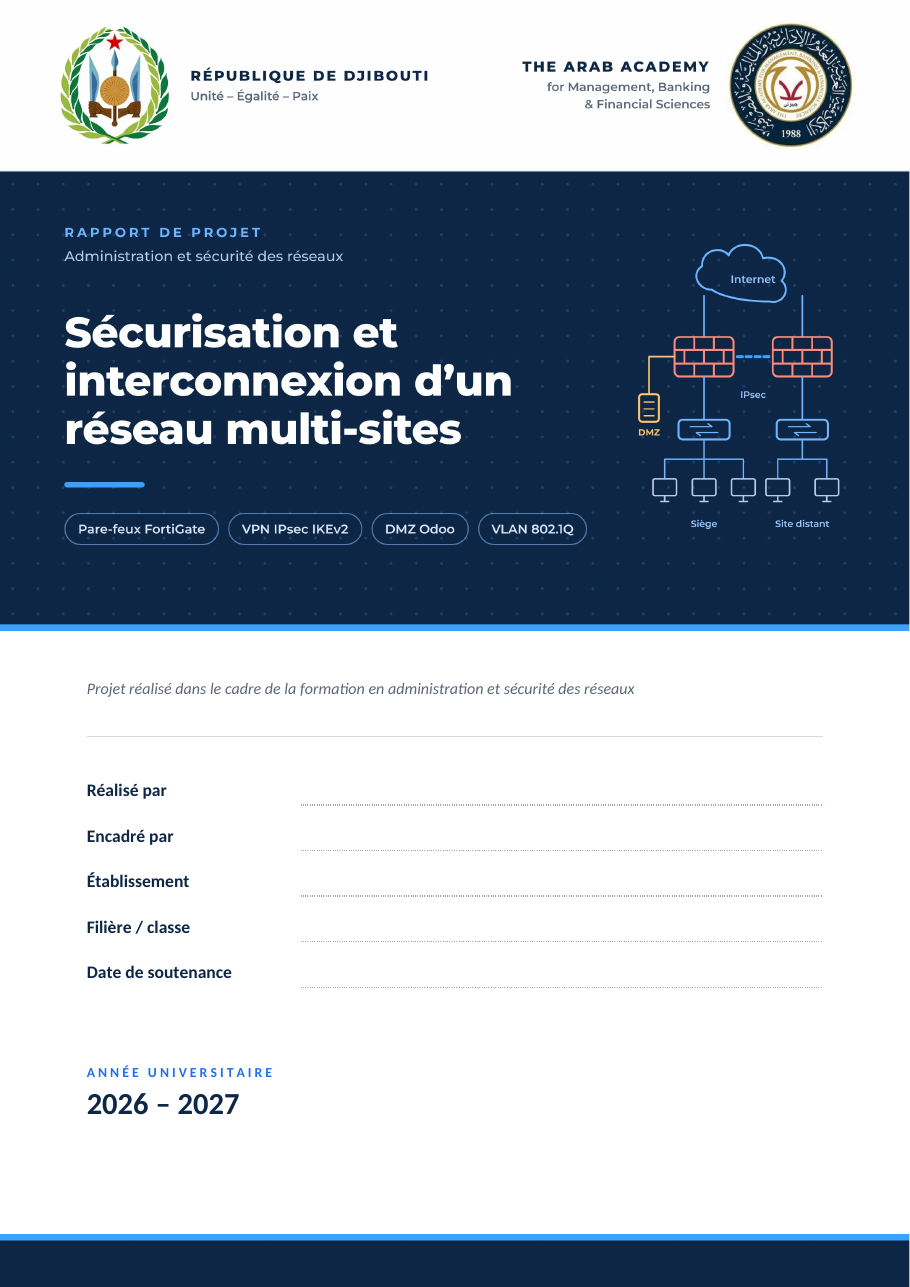 RÉPUBLIQUE DE DJIBOUTI
Unité – Égalité – Paix
THE ARAB ACADEMY
for Management, Banking
& Financial Sciences
1988
RAPPORT DE PROJET
Administration et sécurité des réseaux
Sécurisation et
interconnexion d’un
réseau multi-sites
Pare-feux FortiGate
VPN IPsec IKEv2
DMZ Odoo
VLAN 802.1Q
Internet
IPsec
DMZ
Siège
Site distant
Projet réalisé dans le cadre de la formation en administration et sécurité des réseaux
Réalisé par
Encadré par
Établissement
Filière / classe
Date de soutenance
ANNÉE UNIVERSITAIRE
2026 – 2027